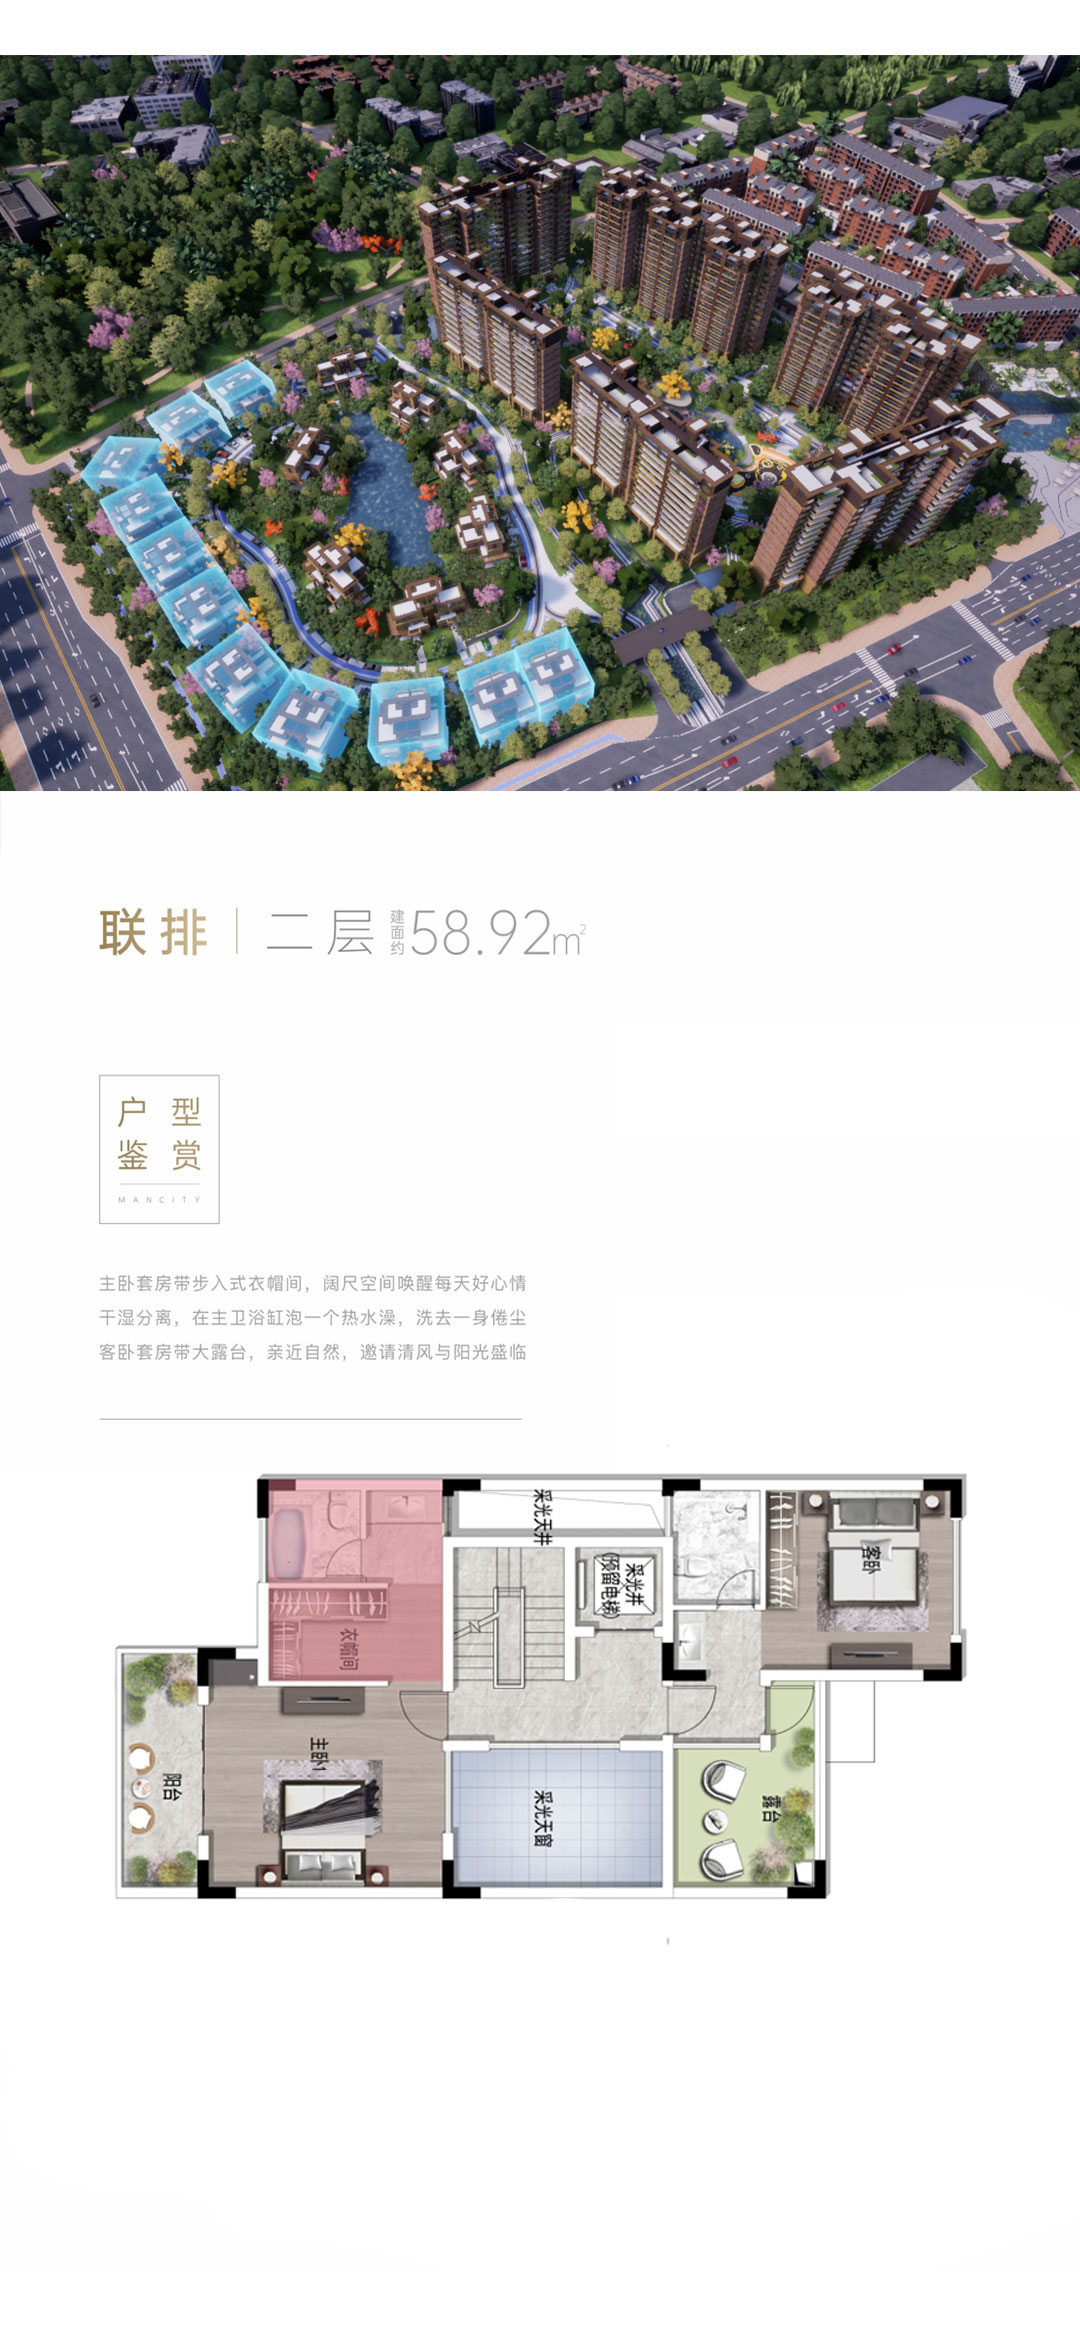 联排
二层 建面约58.92m²
户型
鉴赏
MANCITY
主卧套房带步入式衣帽间，阔尺空间唤醒每天好心情
干湿分离，在主卫浴缸泡一个热水澡，洗去一身倦尘
客卧套房带大露台，亲近自然，邀请清风与阳光盛临
采光天井
采光井
(预留电梯)
客卧
衣帽间
主卧1
阳台
采光天窗
露台